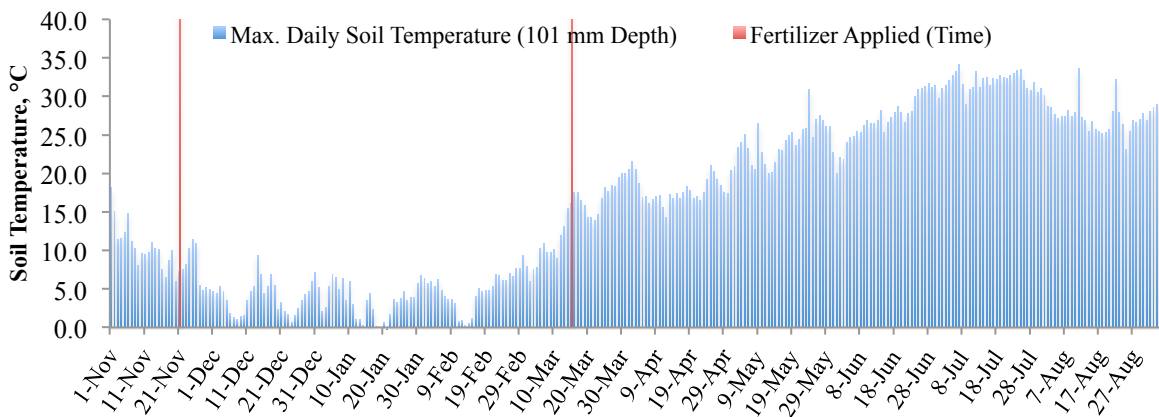 40.0
35.0
30.0
25.0
20.0
15.0
10.0
5.0
0.0
Soil Temperature, °C
Max. Daily Soil Temperature (101 mm Depth)
Fertilizer Applied (Time)
1-Nov
11-Nov
21-Nov
1-Dec
11-Dec
21-Dec
31-Dec
10-Jan
20-Jan
30-Jan
9-Feb
19-Feb
29-Feb
10-Mar
20-Mar
30-Mar
9-Apr
19-Apr
29-Apr
9-May
19-May
29-May
8-Jun
18-Jun
28-Jun
8-Jul
18-Jul
28-Jul
7-Aug
17-Aug
27-Aug